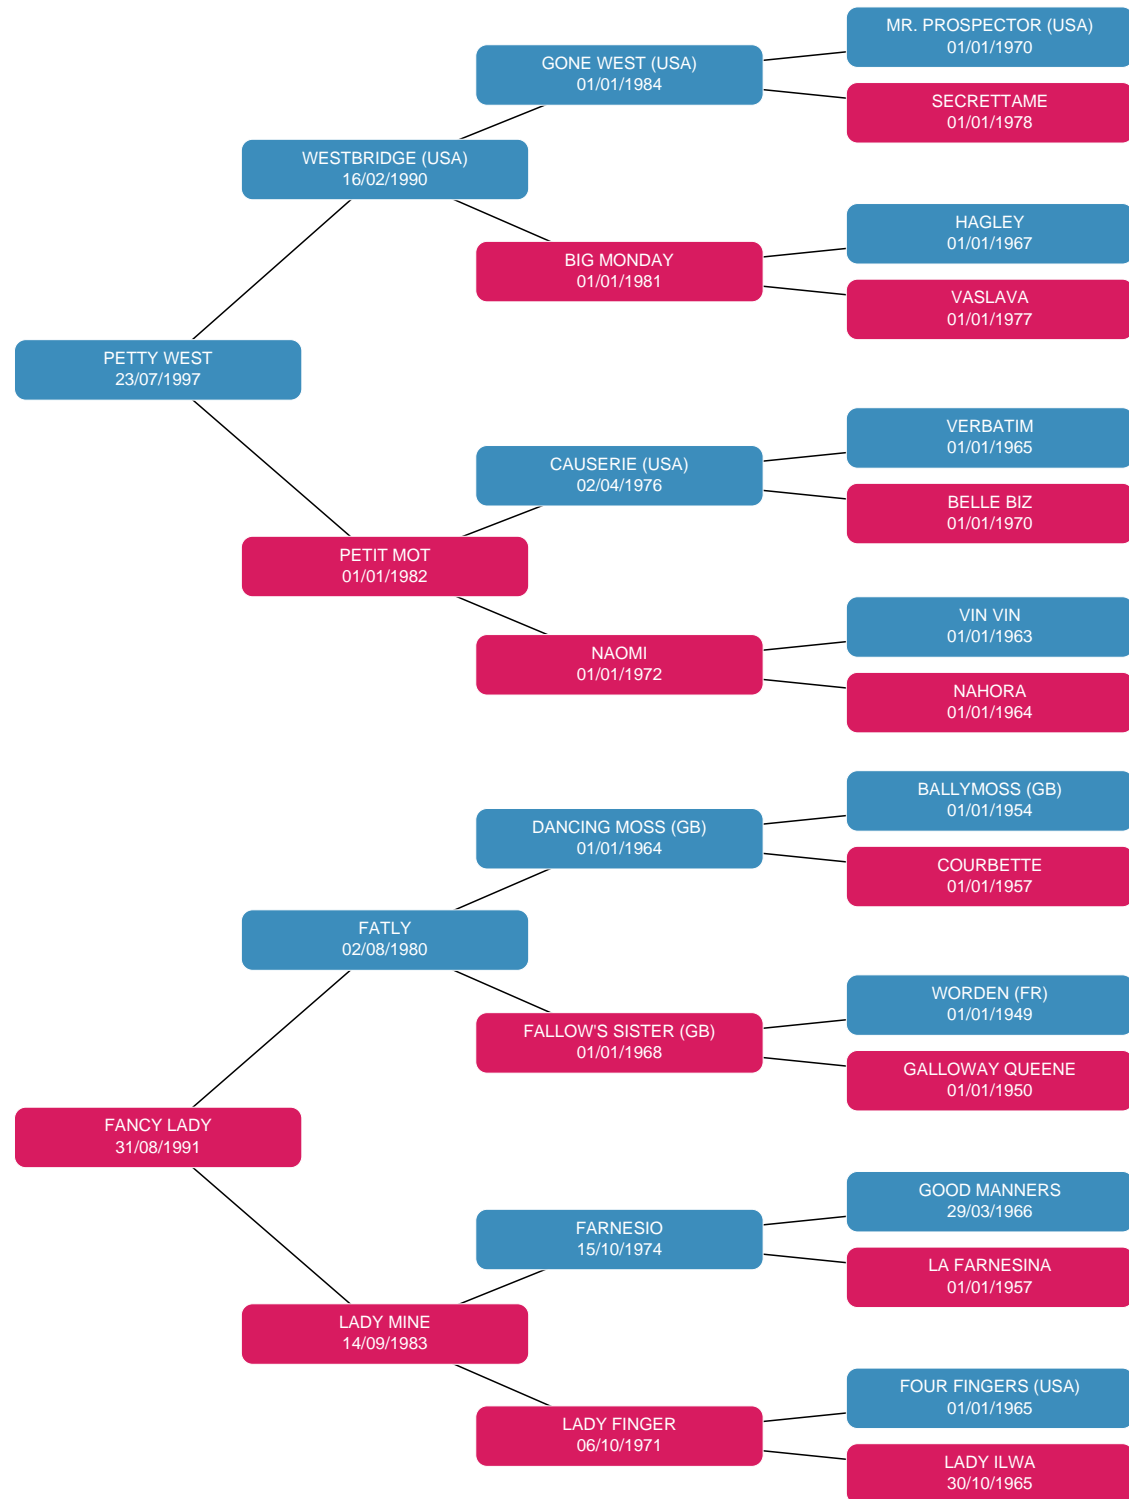 MR. PROSPECTOR (USA)
01/01/1970
GONE WEST (USA)
01/01/1984
SECRETTAME
01/01/1978
WESTBRIDGE (USA)
16/02/1990
HAGLEY
01/01/1967
BIG MONDAY
01/01/1981
VASLAVA
01/01/1977
PETTY WEST
23/07/1997
VERBATIM
01/01/1965
CAUSERIE (USA)
02/04/1976
BELLE BIZ
01/01/1970
PETIT MOT
01/01/1982
VIN VIN
01/01/1963
NAOMI
01/01/1972
NAHORA
01/01/1964
BALLYMOSS (GB)
01/01/1954
DANCING MOSS (GB)
01/01/1964
COURBETTE
01/01/1957
FATLY
02/08/1980
WORDEN (FR)
01/01/1949
FALLOW'S SISTER (GB)
01/01/1968
GALLOWAY QUEENE
01/01/1950
FANCY LADY
31/08/1991
GOOD MANNERS
29/03/1966
FARNESIO
15/10/1974
LA FARNESINA
01/01/1957
LADY MINE
14/09/1983
FOUR FINGERS (USA)
01/01/1965
LADY FINGER
06/10/1971
LADY ILWA
30/10/1965